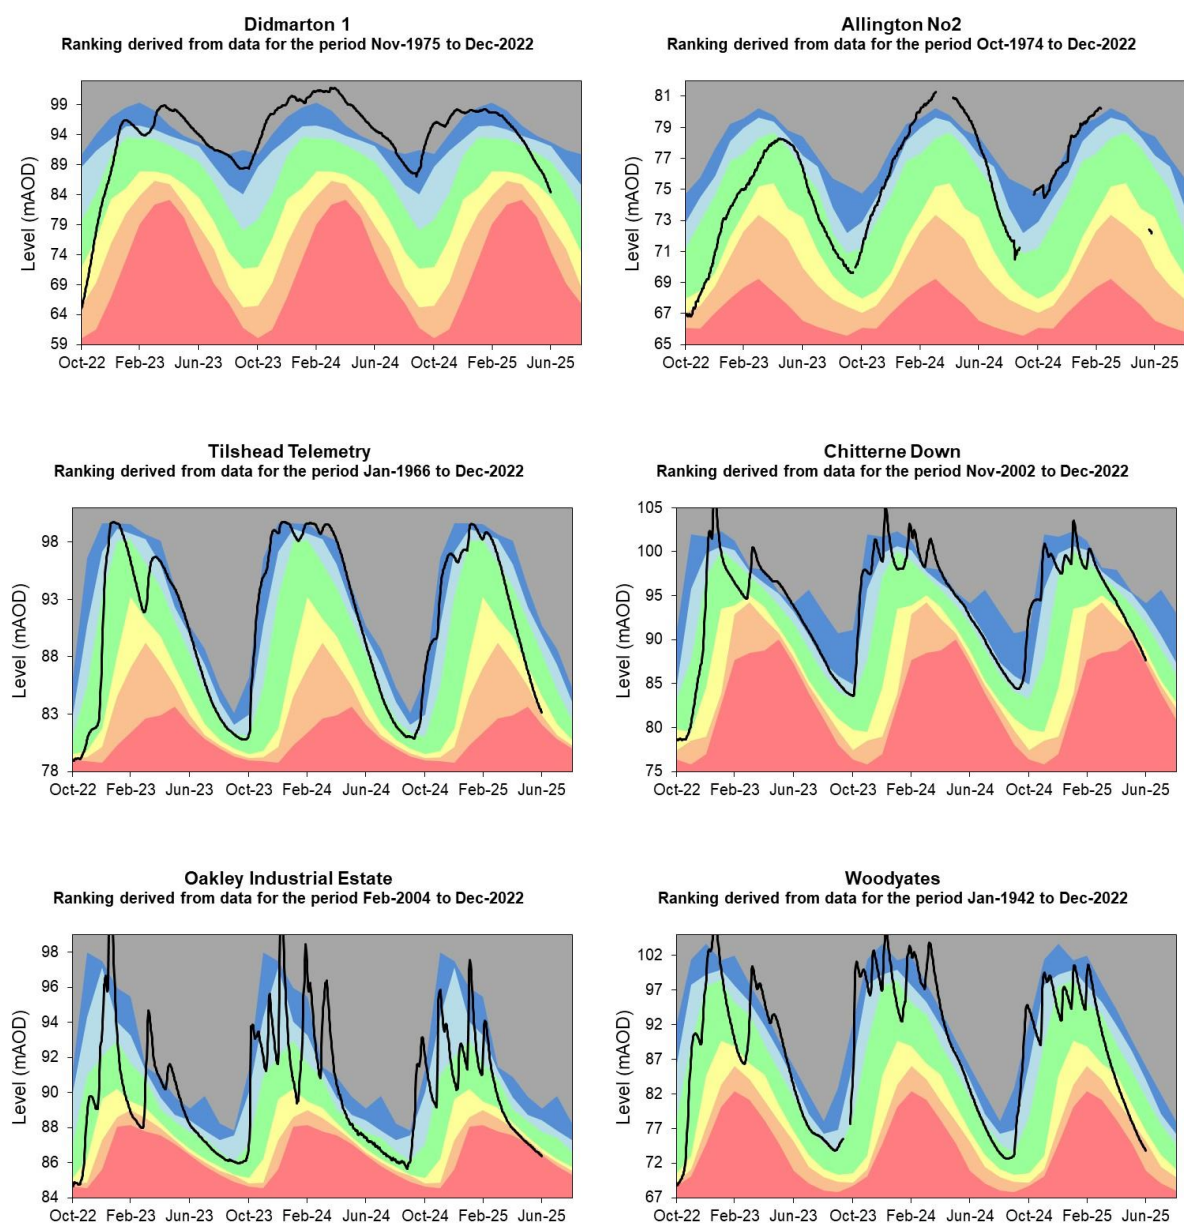 Didmarton 1
Ranking derived from data for the period Nov-1975 to Dec-2022
Level (mAOD)
99
94
89
84
79
74
69
64
59
Oct-22 Feb-23 Jun-23 Oct-23 Feb-24 Jun-24 Oct-24 Feb-25 Jun-25
Allington No2
Ranking derived from data for the period Oct-1974 to Dec-2022
Level (mAOD)
81
79
77
75
73
71
69
67
65
Oct-22 Feb-23 Jun-23 Oct-23 Feb-24 Jun-24 Oct-24 Feb-25 Jun-25
Tilshead Telemetry
Ranking derived from data for the period Jan-1966 to Dec-2022
Level (mAOD)
98
93
88
83
78
Oct-22 Feb-23 Jun-23 Oct-23 Feb-24 Jun-24 Oct-24 Feb-25 Jun-25
Chitterne Down
Ranking derived from data for the period Nov-2002 to Dec-2022
Level (mAOD)
105
100
95
90
85
80
75
Oct-22 Feb-23 Jun-23 Oct-23 Feb-24 Jun-24 Oct-24 Feb-25 Jun-25
Oakley Industrial Estate
Ranking derived from data for the period Feb-2004 to Dec-2022
Level (mAOD)
98
96
94
92
90
88
86
84
Oct-22 Feb-23 Jun-23 Oct-23 Feb-24 Jun-24 Oct-24 Feb-25 Jun-25
Woodyates
Ranking derived from data for the period Jan-1942 to Dec-2022
Level (mAOD)
102
97
92
87
82
77
72
67
Oct-22 Feb-23 Jun-23 Oct-23 Feb-24 Jun-24 Oct-24 Feb-25 Jun-25